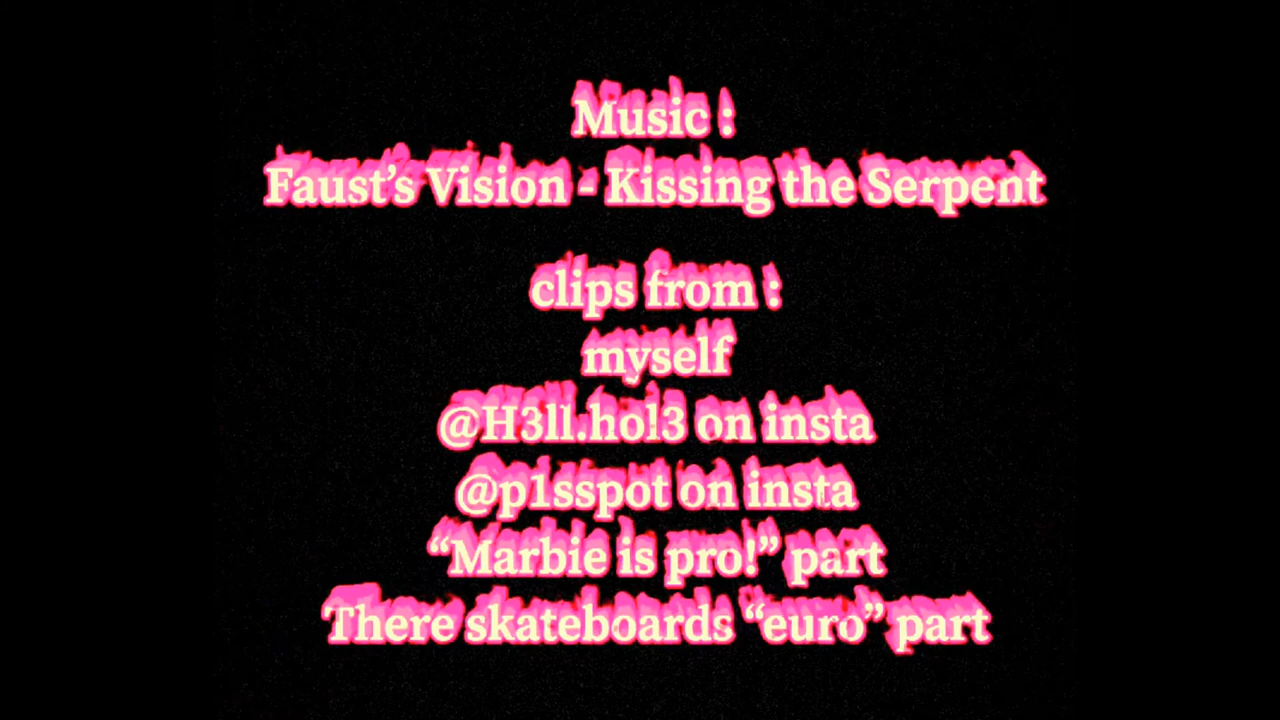 Music :
Faust’s Vision - Kissing the Serpent
clips from :
myself
@H3ll.hol3 on insta
@p1sspot on insta
“Marbie is pro!” part
There skateboards “euro” part